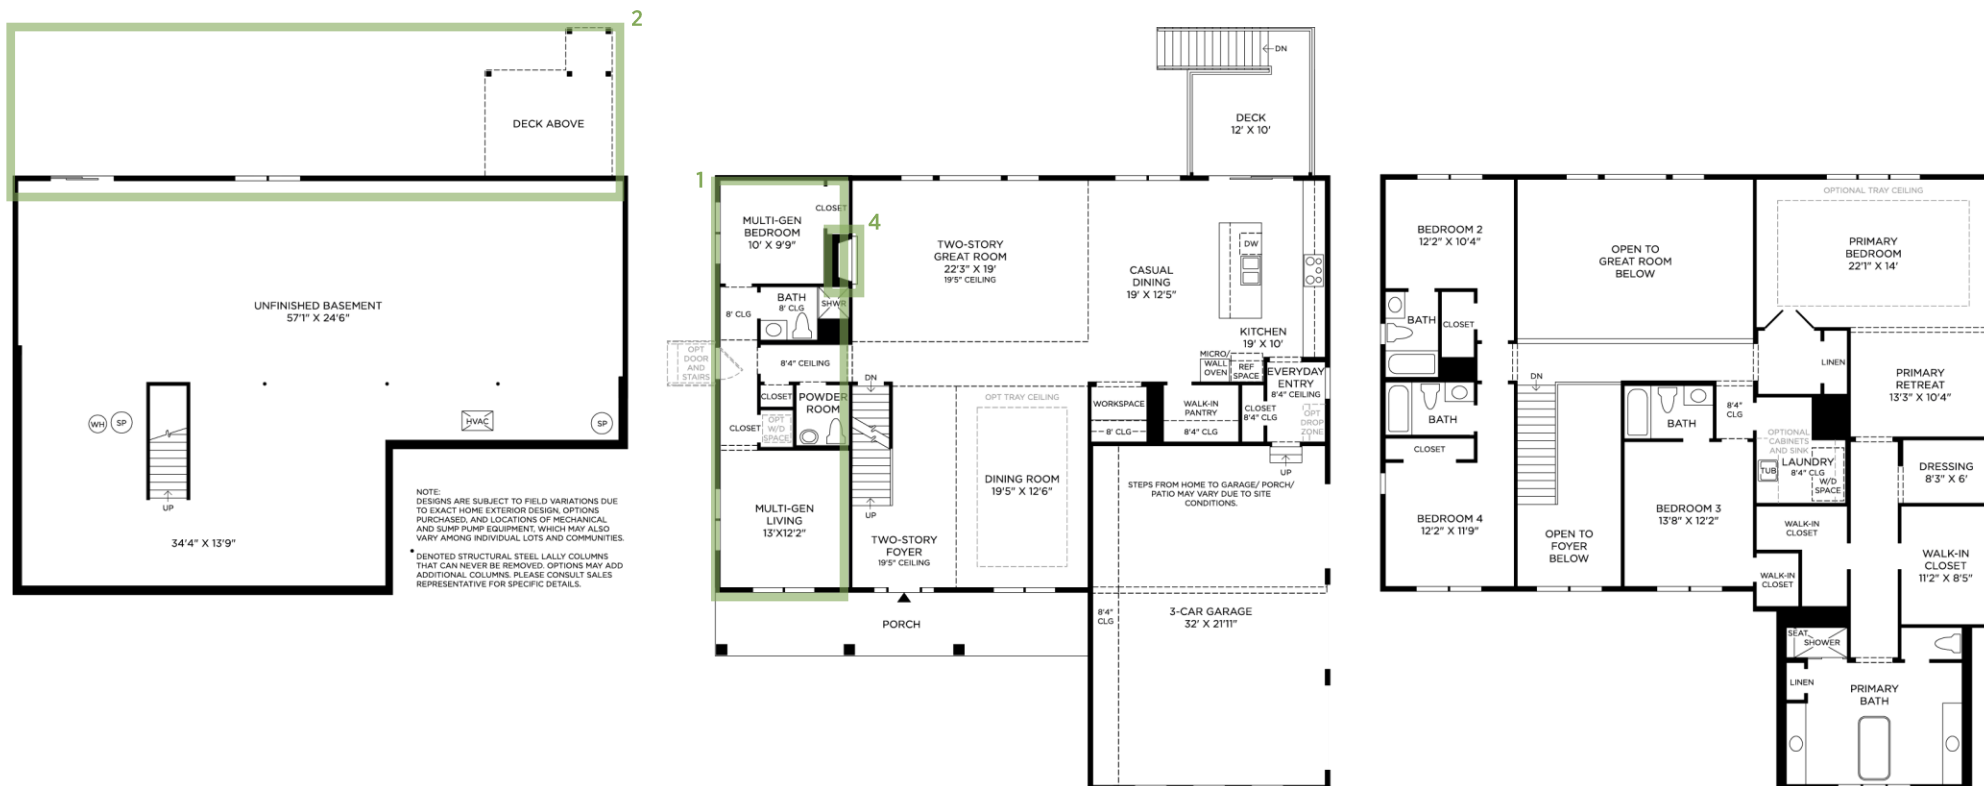 2
DECK ABOVE
UNFINISHED BASEMENT
57'1" X 24'6"
WH
SP
HVAC
SP
UP
34'4" X 13'9"
NOTE:
DESIGNS ARE SUBJECT TO FIELD VARIATIONS DUE
TO EXACT HOME EXTERIOR DESIGN, OPTIONS
PURCHASED, AND LOCATIONS OF MECHANICAL
AND SUMP PUMP EQUIPMENT, WHICH MAY ALSO
VARY AMONG INDIVIDUAL LOTS AND COMMUNITIES.
DENOTED STRUCTURAL STEEL LALLY COLUMNS
THAT CAN NEVER BE REMOVED. OPTIONS MAY ADD
ADDITIONAL COLUMNS. PLEASE CONSULT SALES
REPRESENTATIVE FOR SPECIFIC DETAILS.
DN
DECK
12' X 10'
1
CLOSET
MULTI-GEN
BEDROOM
10' X 9'9"
4
TWO-STORY
GREAT ROOM
22'3" X 19'
19'5" CEILING
CASUAL
DINING
19' X 12'5"
DW
BATH
8' CLG
SHWR
8' CLG
KITCHEN
19' X 10'
OPT
DOOR
AND
STAIRS
8'4" CEILING
MICRO/
WALL
OVEN
REF
SPACE
EVERYDAY
ENTRY
8'4" CEILING
DN
CLOSET
POWDER
ROOM
OPT TRAY CEILING
WORKSPACE
8' CLG
WALK-IN
PANTRY
8'4" CLG
CLOSET
8'4" CLG
OPT
DROP
ZONE
CLOSET
OPT
W/D
SPACE
UP
DINING ROOM
19'5" X 12'6"
STEPS FROM HOME TO GARAGE/ PORCH/
PATIO MAY VARY DUE TO SITE
CONDITIONS.
MULTI-GEN
LIVING
13'X12'2"
UP
TWO-STORY
FOYER
19'5" CEILING
PORCH
8'4"
CLG
3-CAR GARAGE
32' X 21'11"
OPTIONAL TRAY CEILING
BEDROOM 2
12'2" X 10'4"
OPEN TO
GREAT ROOM
BELOW
PRIMARY
BEDROOM
22'1" X 14'
BATH
CLOSET
LINEN
PRIMARY
RETREAT
13'3" X 10'4"
DN
BATH
BATH
8'4"
CLG
OPTIONAL
CABINETS
AND SINK
CLOSET
TUB
LAUNDRY
8'4" CLG
W/D
SPACE
DRESSING
8'3" X 6'
BEDROOM 4
12'2" X 11'9"
OPEN TO
FOYER
BELOW
BEDROOM 3
13'8" X 12'2"
WALK-IN
CLOSET
WALK-IN
CLOSET
WALK-IN
CLOSET
11'2" X 8'5"
SEAT
SHOWER
LINEN
PRIMARY
BATH